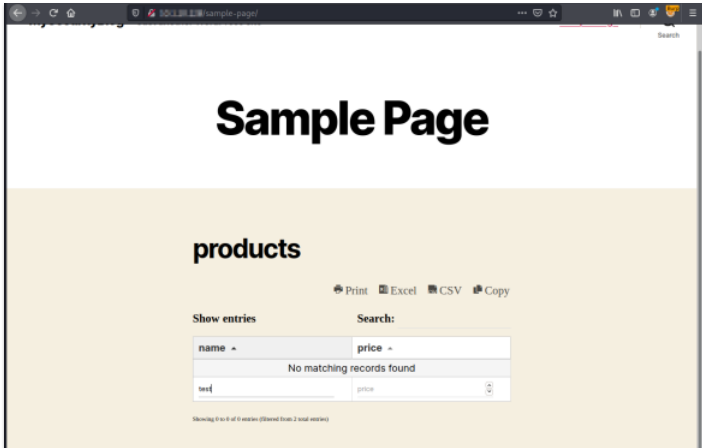 /sample-page/
Search
Sample Page
products
Print Excel CSV Copy
Show entries Search:
name price
No matching records found
test price
Showing 0 to 0 of 0 entries (filtered from 2 total entries)